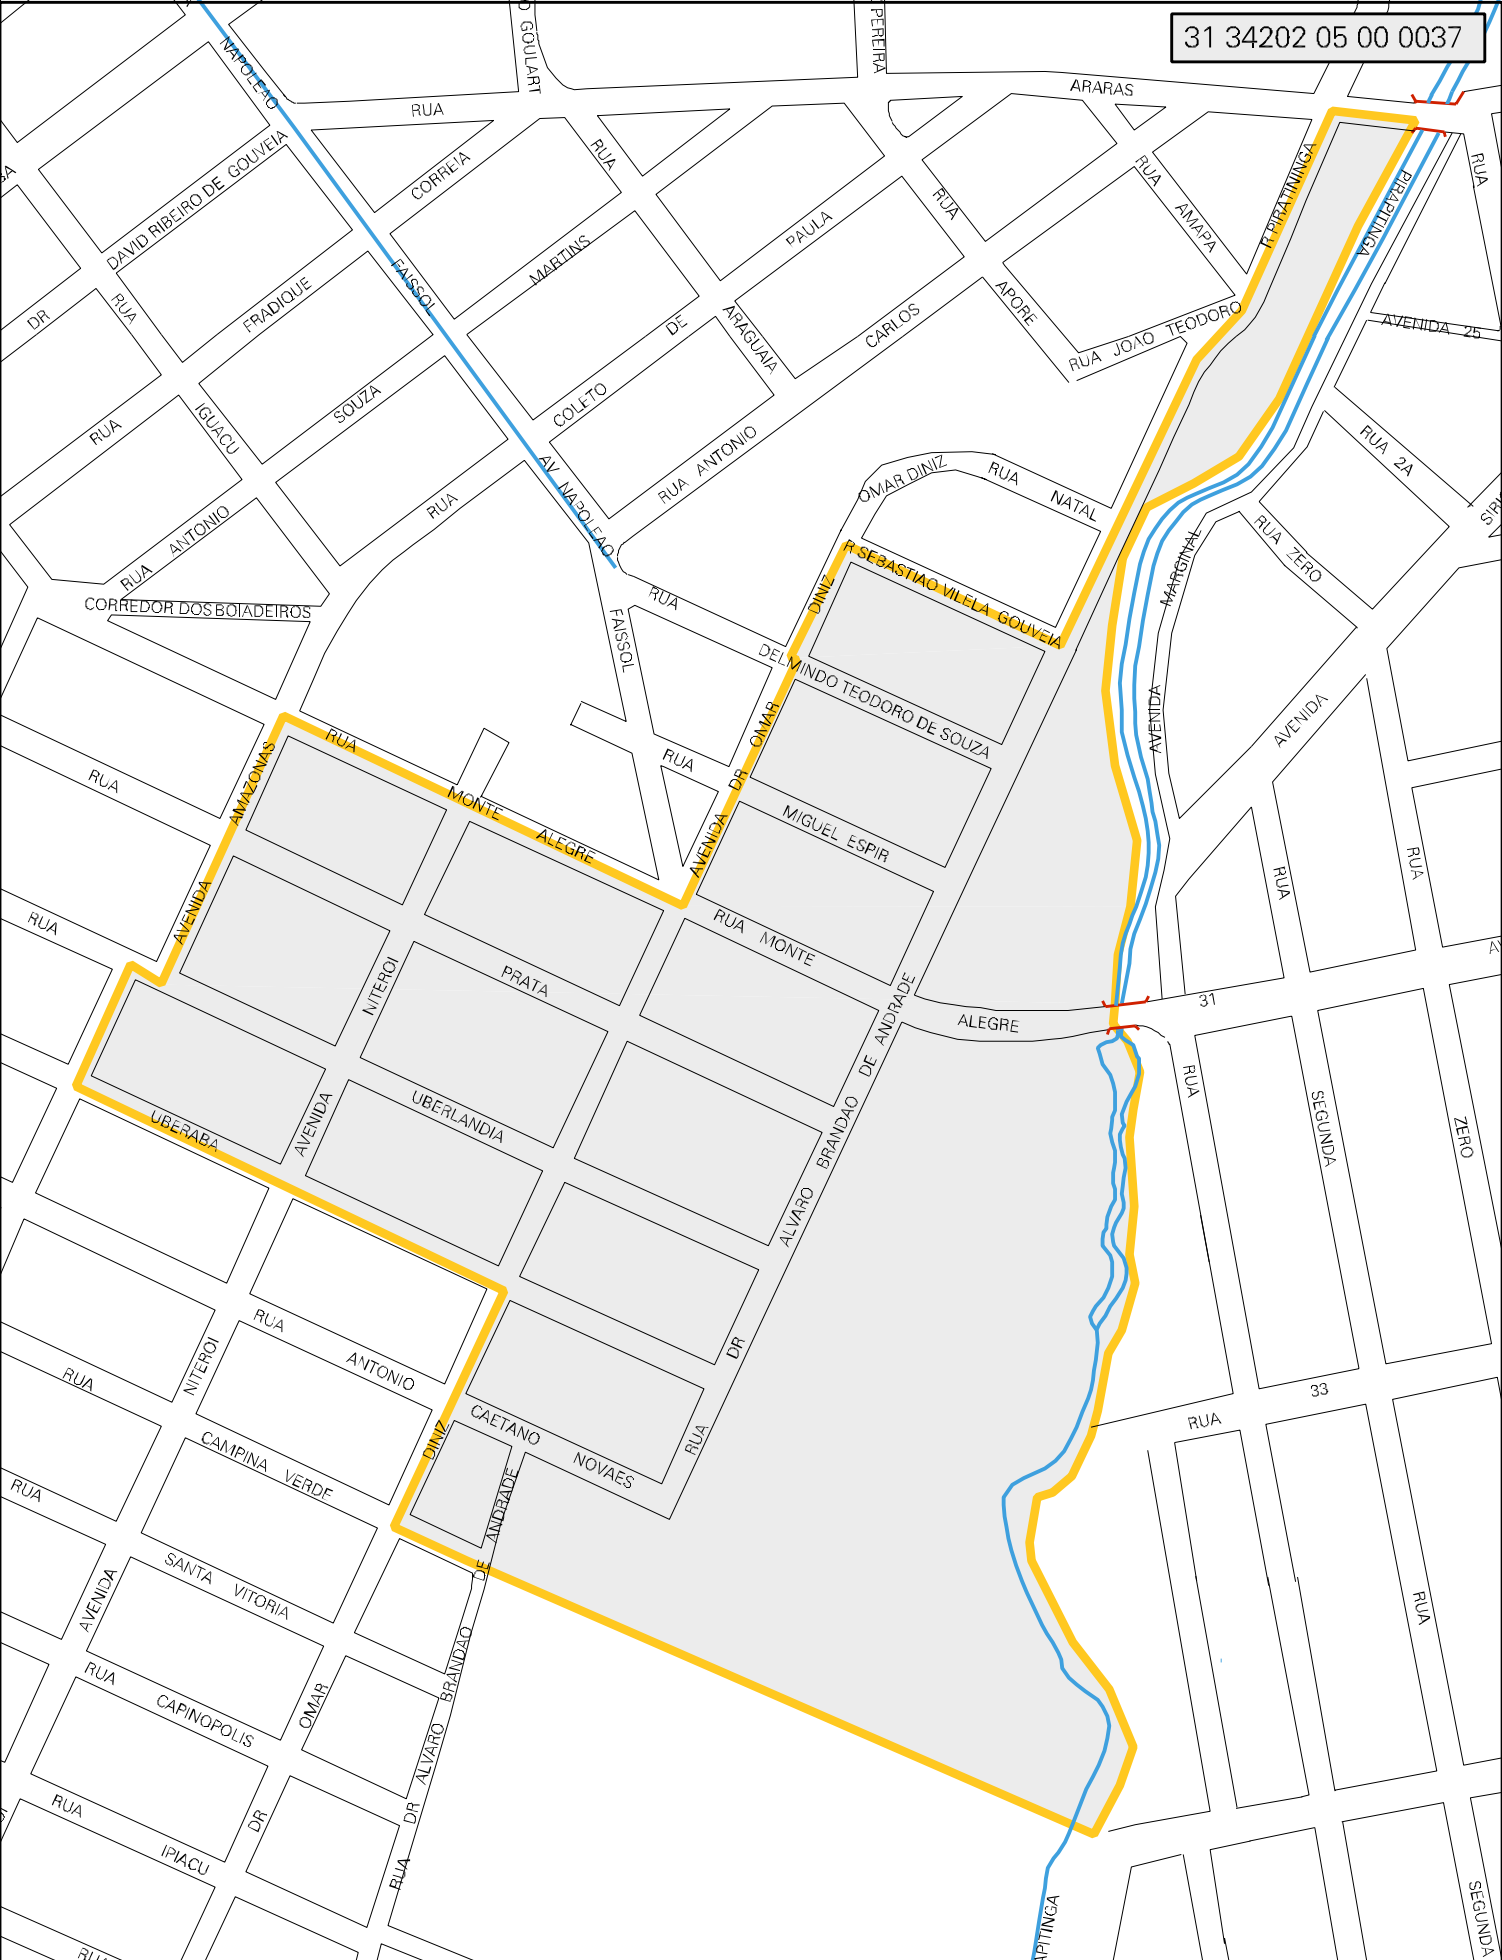 31 34202 05 00 0037
NAPOLEAO
GOULART
PEREIRA
RUA
ARARAS
DAVID RIBEIRO DE GOUVEIA
CORREIA
RUA
RUA
RUA
AMAPA
R PIRATININGA
PIRAPITINGA
RUA
DR
RUA
FRADIQUE
FAISSOL
MARTINS
PAULA
DE
ARAGUAIA
CARLOS
APORE
RUA JOAO TEODORO
AVENIDA 25
RUA
IGUACU
SOUZA
COLETO
RUA ANTONIO
RUA 2A
RUA ANTONIO
RUA
AV NAPOLEAO
OMAR DINIZ
RUA NATAL
RUA ZERO
MARGINAL
CORREDOR DOS BOIADEIROS
RUA
FAISSOL
DINIZ
R SEBASTIAO VILELA GOUVEIA
DELMINDO TEODORO DE SOUZA
AVENIDA
AVENIDA
RUA
AMAZONAS
RUA
MONTE ALEGRE
RUA
AVENIDA DR OMAR
MIGUEL ESPIR
RUA
RUA
RUA
AVENIDA
NITEROI
PRATA
RUA MONTE
ALEGRE
31
UBERABA
AVENIDA
UBERLANDIA
ALVARO BRANDAO DE ANDRADE
RUA
SEGUNDA
ZERO
RUA
NITEROI
RUA ANTONIO
DR
RUA
33
RUA
RUA
CAMPINA VERDE
DINIZ
CAETANO NOVAES
DE ANDRADE
SANTA VITORIA
AVENIDA
RUA
RUA CAPINOPOLIS
OMAR
BRANDAO
ALVARO
DR
RUA
RUA IPIACU
DR
RUA
SEGUNDA